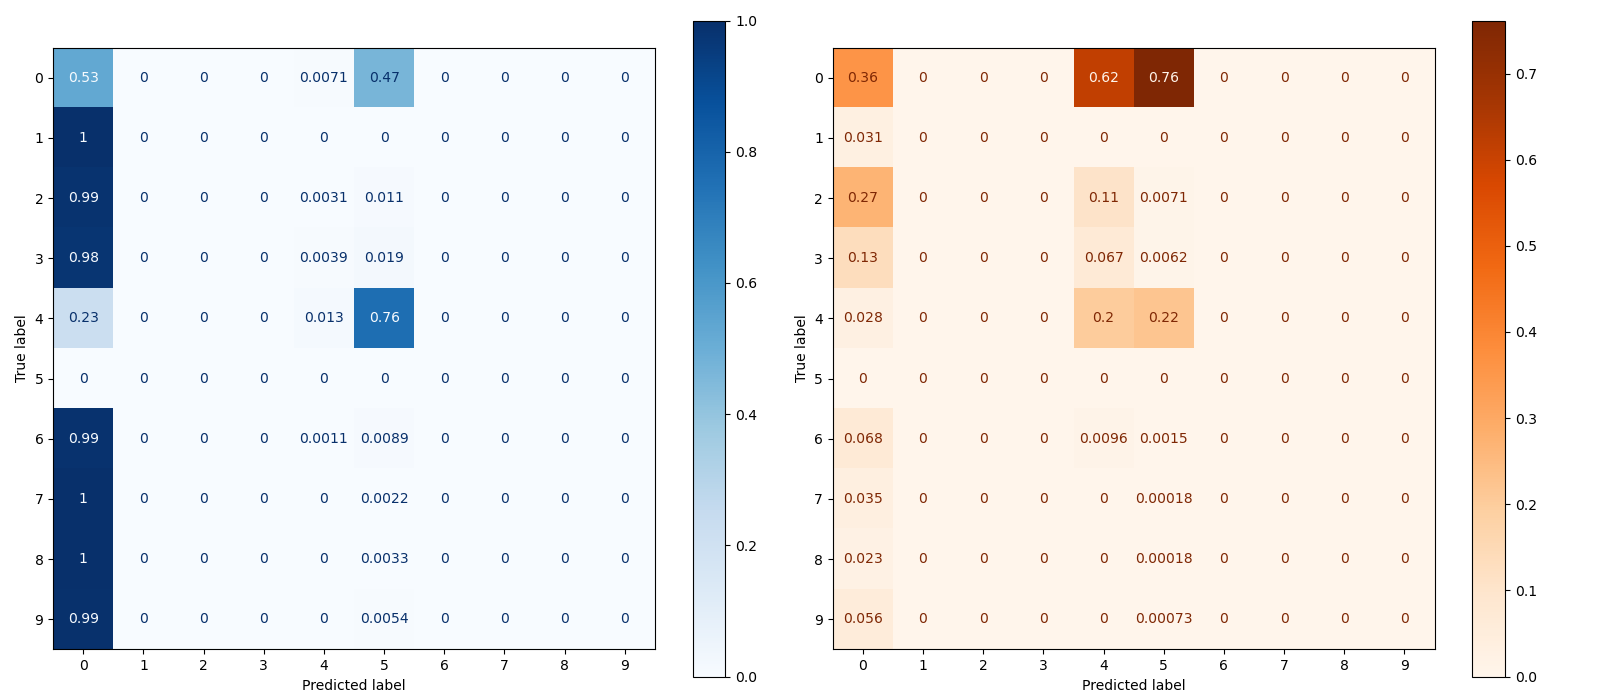 0 0.53 0 0 0 0.0071 0.47 0 0 0 0
1 1 0 0 0 0 0 0 0 0 0
2 0.99 0 0 0 0.0031 0.011 0 0 0 0
3 0.98 0 0 0 0.0039 0.019 0 0 0 0
4 0.23 0 0 0 0.013 0.76 0 0 0 0
5 0 0 0 0 0 0 0 0 0 0
6 0.99 0 0 0 0.0011 0.0089 0 0 0 0
7 1 0 0 0 0 0.0022 0 0 0 0
8 1 0 0 0 0 0.0033 0 0 0 0
9 0.99 0 0 0 0 0.0054 0 0 0 0
0 1 2 3 4 5 6 7 8 9
Predicted label
True label
1.0
0.8
0.6
0.4
0.2
0.0
0 0.36 0 0 0 0.62 0.76 0 0 0 0
1 0.031 0 0 0 0 0 0 0 0 0
2 0.27 0 0 0 0.11 0.0071 0 0 0 0
3 0.13 0 0 0 0.067 0.0062 0 0 0 0
4 0.028 0 0 0 0.2 0.22 0 0 0 0
5 0 0 0 0 0 0 0 0 0 0
6 0.068 0 0 0 0.0096 0.0015 0 0 0 0
7 0.035 0 0 0 0 0.00018 0 0 0 0
8 0.023 0 0 0 0 0.00018 0 0 0 0
9 0.056 0 0 0 0 0.00073 0 0 0 0
0 1 2 3 4 5 6 7 8 9
Predicted label
True label
0.7
0.6
0.5
0.4
0.3
0.2
0.1
0.0